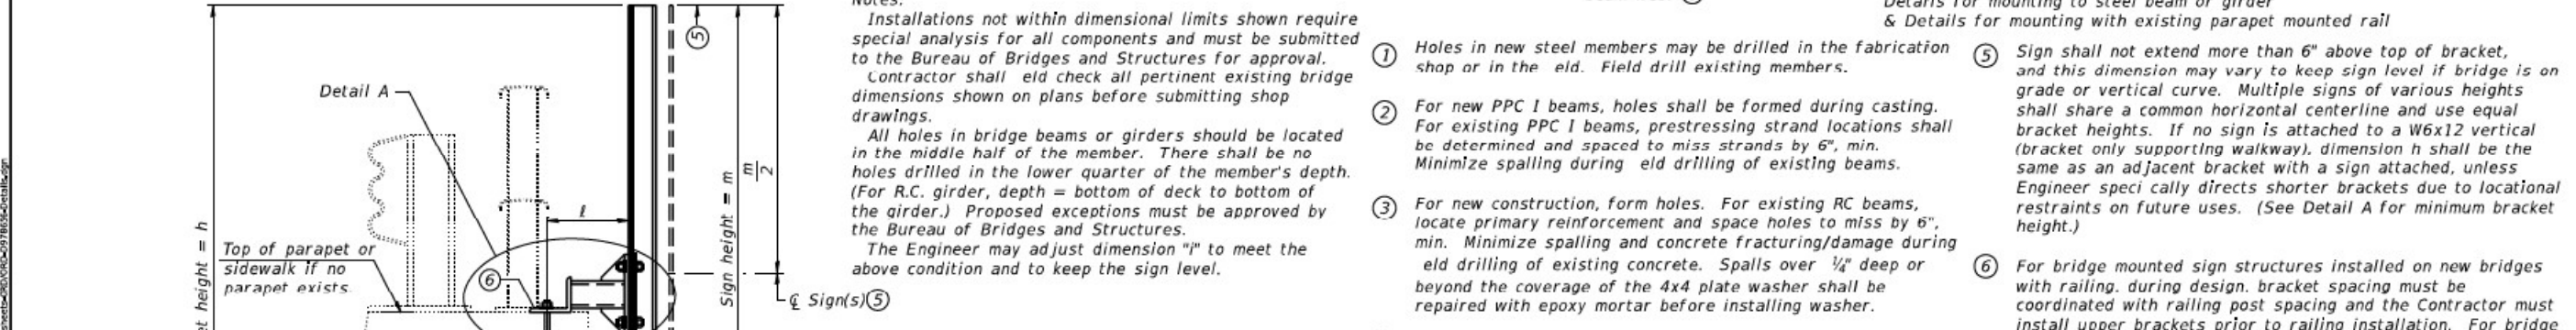 Notes:
Installations not within dimensional limits shown require
special analysis for all components and must be submitted
to the Bureau of Bridges and Structures for approval.
Contractor shall eld check all pertinent existing bridge
dimensions shown on plans before submitting shop
drawings.
All holes in bridge beams or girders should be located
in the middle half of the member. There shall be no
holes drilled in the lower quarter of the member's depth.
(For R.C. girder, depth = bottom of deck to bottom of
the girder.) Proposed exceptions must be approved by
the Bureau of Bridges and Structures.
The Engineer may adjust dimension "i" to meet the
above condition and to keep the sign level.
Detail A
Top of parapet or
sidewalk if no
parapet exists.
height = h
ℓ
6
5
Sign height = m
m
2
℄ Sign(s) 5
Details for mounting to steel beam or girder
& Details for mounting with existing parapet mounted rail
1 Holes in new steel members may be drilled in the fabrication
shop or in the eld. Field drill existing members.
2 For new PPC I beams, holes shall be formed during casting.
For existing PPC I beams, prestressing strand locations shall
be determined and spaced to miss strands by 6", min.
Minimize spalling during eld drilling of existing beams.
3 For new construction, form holes. For existing RC beams,
locate primary reinforcement and space holes to miss by 6",
min. Minimize spalling and concrete fracturing/damage during
eld drilling of existing concrete. Spalls over ¼" deep or
beyond the coverage of the 4x4 plate washer shall be
repaired with epoxy mortar before installing washer.
5 Sign shall not extend more than 6" above top of bracket,
and this dimension may vary to keep sign level if bridge is on
grade or vertical curve. Multiple signs of various heights
shall share a common horizontal centerline and use equal
bracket heights. If no sign is attached to a W6x12 vertical
(bracket only supporting walkway), dimension h shall be the
same as an adjacent bracket with a sign attached, unless
Engineer speci cally directs shorter brackets due to locational
restraints on future uses. (See Detail A for minimum bracket
height.)
6 For bridge mounted sign structures installed on new bridges
with railing, during design, bracket spacing must be
coordinated with railing post spacing and the Contractor must
install upper brackets prior to railing installation. For bridge